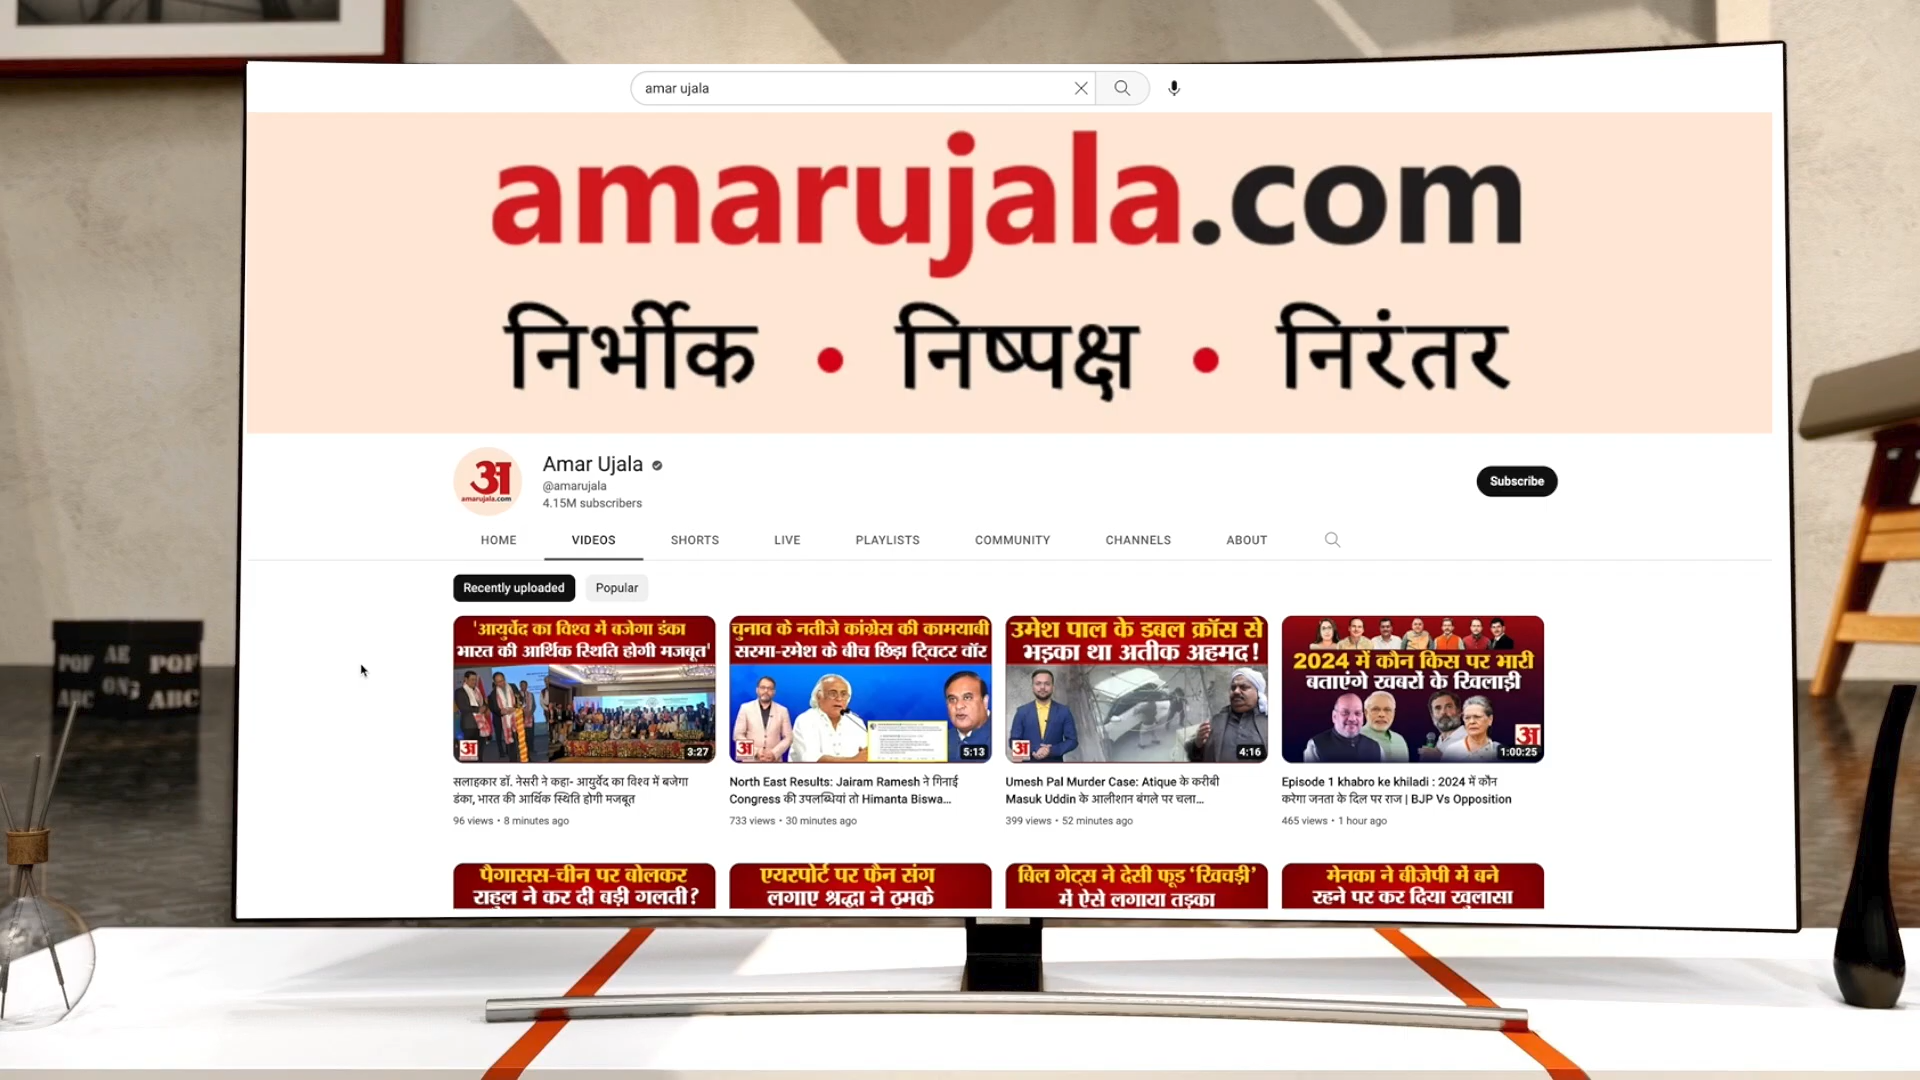 amar ujala
amarujala.com
निर्भीक • निष्पक्ष • निरंतर
अ
amarujala.com
Amar Ujala
@amarujala
4.15M subscribers
Subscribe
HOME VIDEOS SHORTS LIVE PLAYLISTS COMMUNITY CHANNELS ABOUT
Recently uploaded Popular
'आयुर्वेद का विश्व में बजेगा डंका
भारत की आर्थिक स्थिति होगी मजबूत'
अ
3:27
चुनाव के नतीजे कांग्रेस की कामयाबी
सरमा-रमेश के बीच छिड़ा ट्विटर वॉर
अ
5:13
उमेश पाल के डबल क्रॉस से
भड़का था अतीक अहमद!
अ
4:16
2024 में कौन किस पर भारी
बताएंगे खबरों के खिलाड़ी
अ
1:00:25
सलाहकार डॉ. नेसरी ने कहा- आयुर्वेद का विश्व में बजेगा
डंका, भारत की आर्थिक स्थिति होगी मजबूत
96 views • 8 minutes ago
North East Results: Jairam Ramesh ने गिनाई
Congress की उपलब्धियां तो Himanta Biswa...
733 views • 30 minutes ago
Umesh Pal Murder Case: Atique के करीबी
Masuk Uddin के आलीशान बंगले पर चला...
399 views • 52 minutes ago
Episode 1 khabro ke khiladi : 2024 में कौन
करेगा जनता के दिल पर राज | BJP Vs Opposition
465 views • 1 hour ago
पेगासस-चीन पर बोलकर
राहुल ने कर दी बड़ी गलती?
एयरपोर्ट पर फैन संग
लगाए श्रद्धा ने ठुमके
बिल गेट्स ने देसी फूड 'खिचड़ी'
में ऐसे लगाया तड़का
मेनका ने बीजेपी में बने
रहने पर कर दिया खुलासा